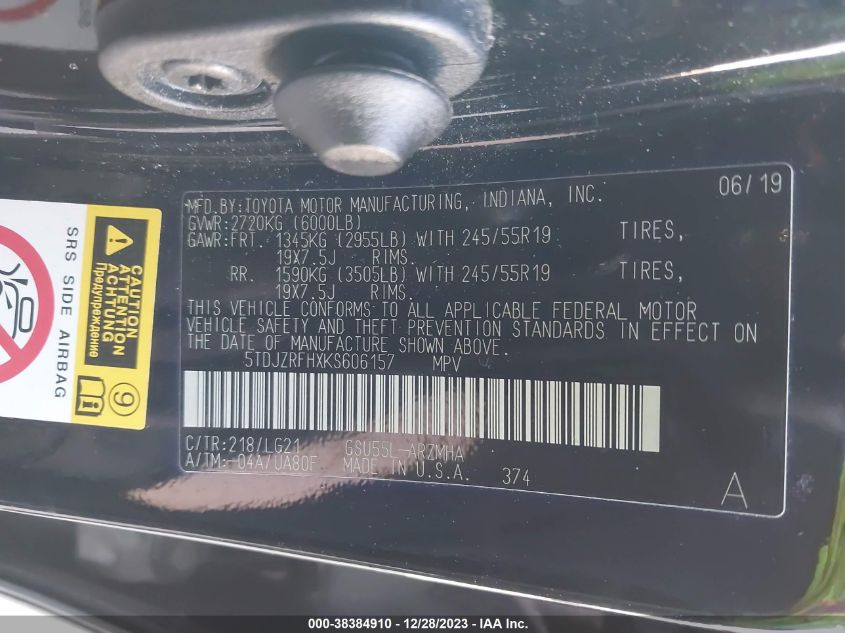 SRS SIDE AIRBAG
CAUTION
ATTENTION
ACHTUNG
Предупреждение
9
06/19
MFD.BY:TOYOTA MOTOR MANUFACTURING, INDIANA, INC.
GVWR:2720KG (6000LB)
GAWR:FRT. 1345KG (2955LB) WITH 245/55R19 TIRES,
19X7.5J RIMS.
RR. 1590KG (3505LB) WITH 245/55R19 TIRES,
19X7.5J RIMS.
THIS VEHICLE CONFORMS TO ALL APPLICABLE FEDERAL MOTOR
VEHICLE SAFETY AND THEFT PREVENTION STANDARDS IN EFFECT ON
THE DATE OF MANUFACTURE SHOWN ABOVE.
5TDJZRFHXKS606157 MPV
C/TR:218/LG21 GSU55L-ARZMHA
A/TM:-04A/UA80F MADE IN U.S.A. 374
A
000-38384910 - 12/28/2023 - IAA Inc.